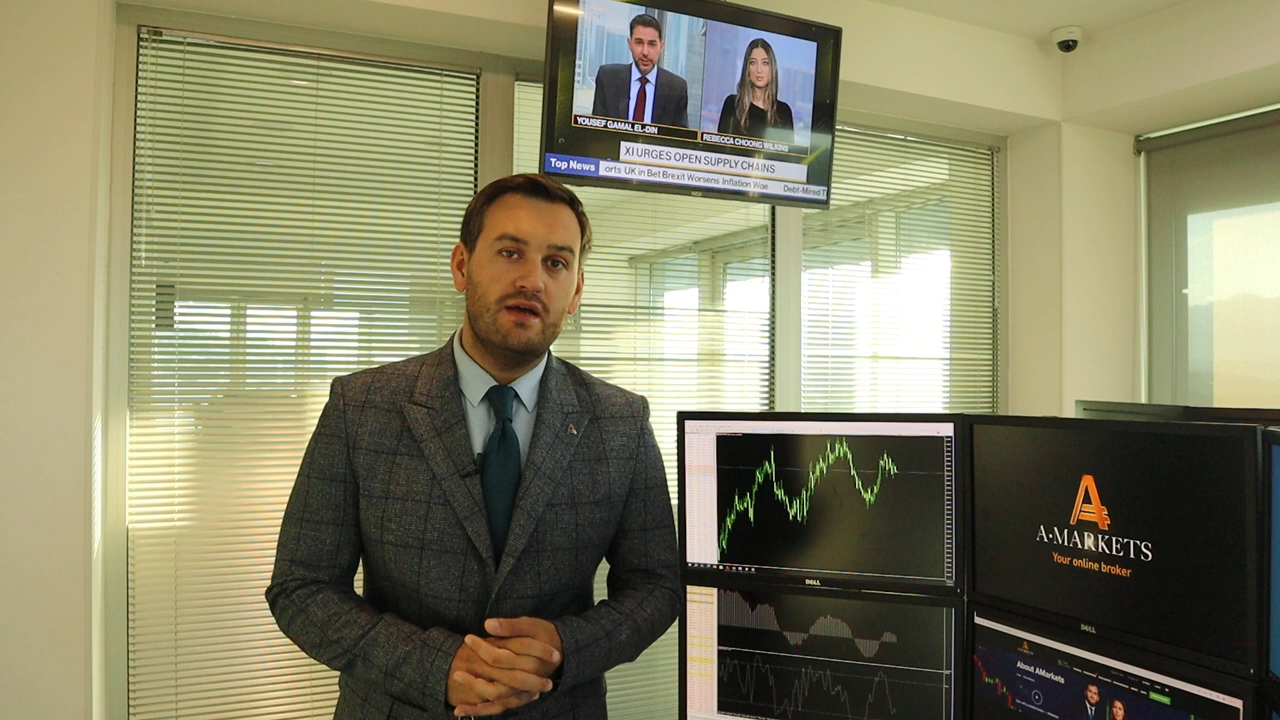 YOUSEF GAMAL EL-DIN
REBECCA CHOONG WILKINS
XI URGES OPEN SUPPLY CHAINS
Top News
orts UK in Bet Brexit Worsens Inflation Woe
Debt-Mired T
A·MARKETS
Your online broker
DELL
DELL
About AMarkets